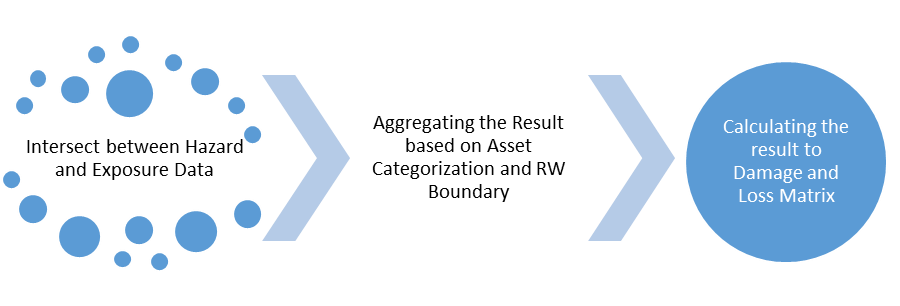 Intersect between Hazard
and Exposure Data
Aggregating the Result
based on Asset
Categorization and RW
Boundary
Calculating the
result to
Damage and
Loss Matrix